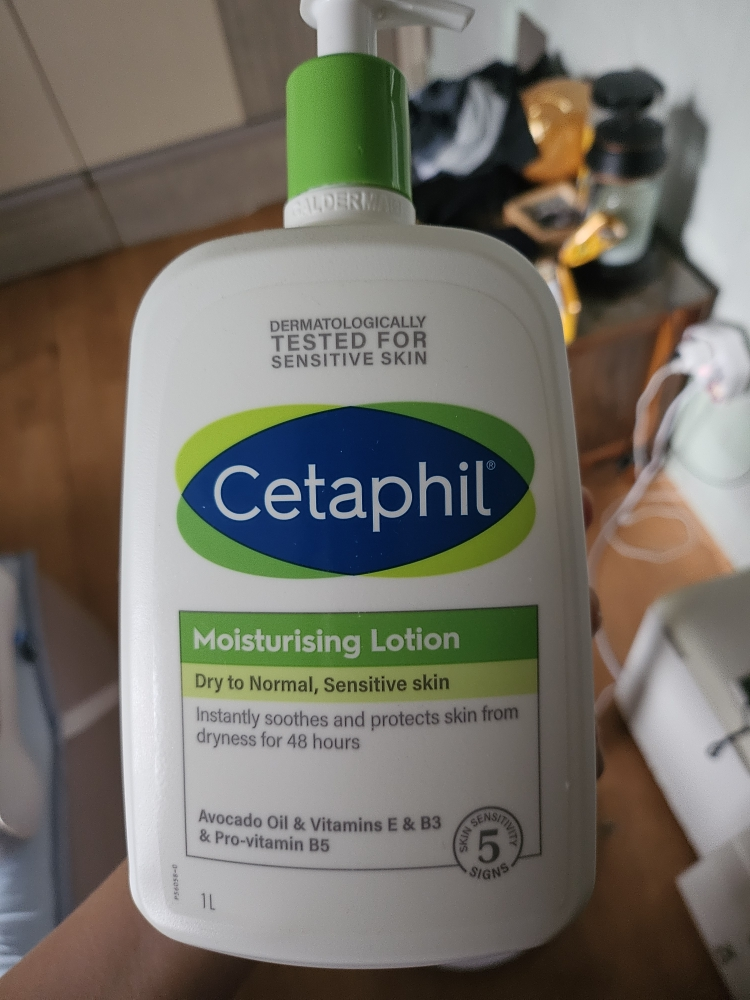 GALDERMA
DERMATOLOGICALLY
TESTED FOR
SENSITIVE SKIN
Cetaphil®
Moisturising Lotion
Dry to Normal, Sensitive skin
Instantly soothes and protects skin from
dryness for 48 hours
Avocado Oil & Vitamins E & B3
& Pro-vitamin B5
SKIN SENSITIVITY
5
SIGNS
1L